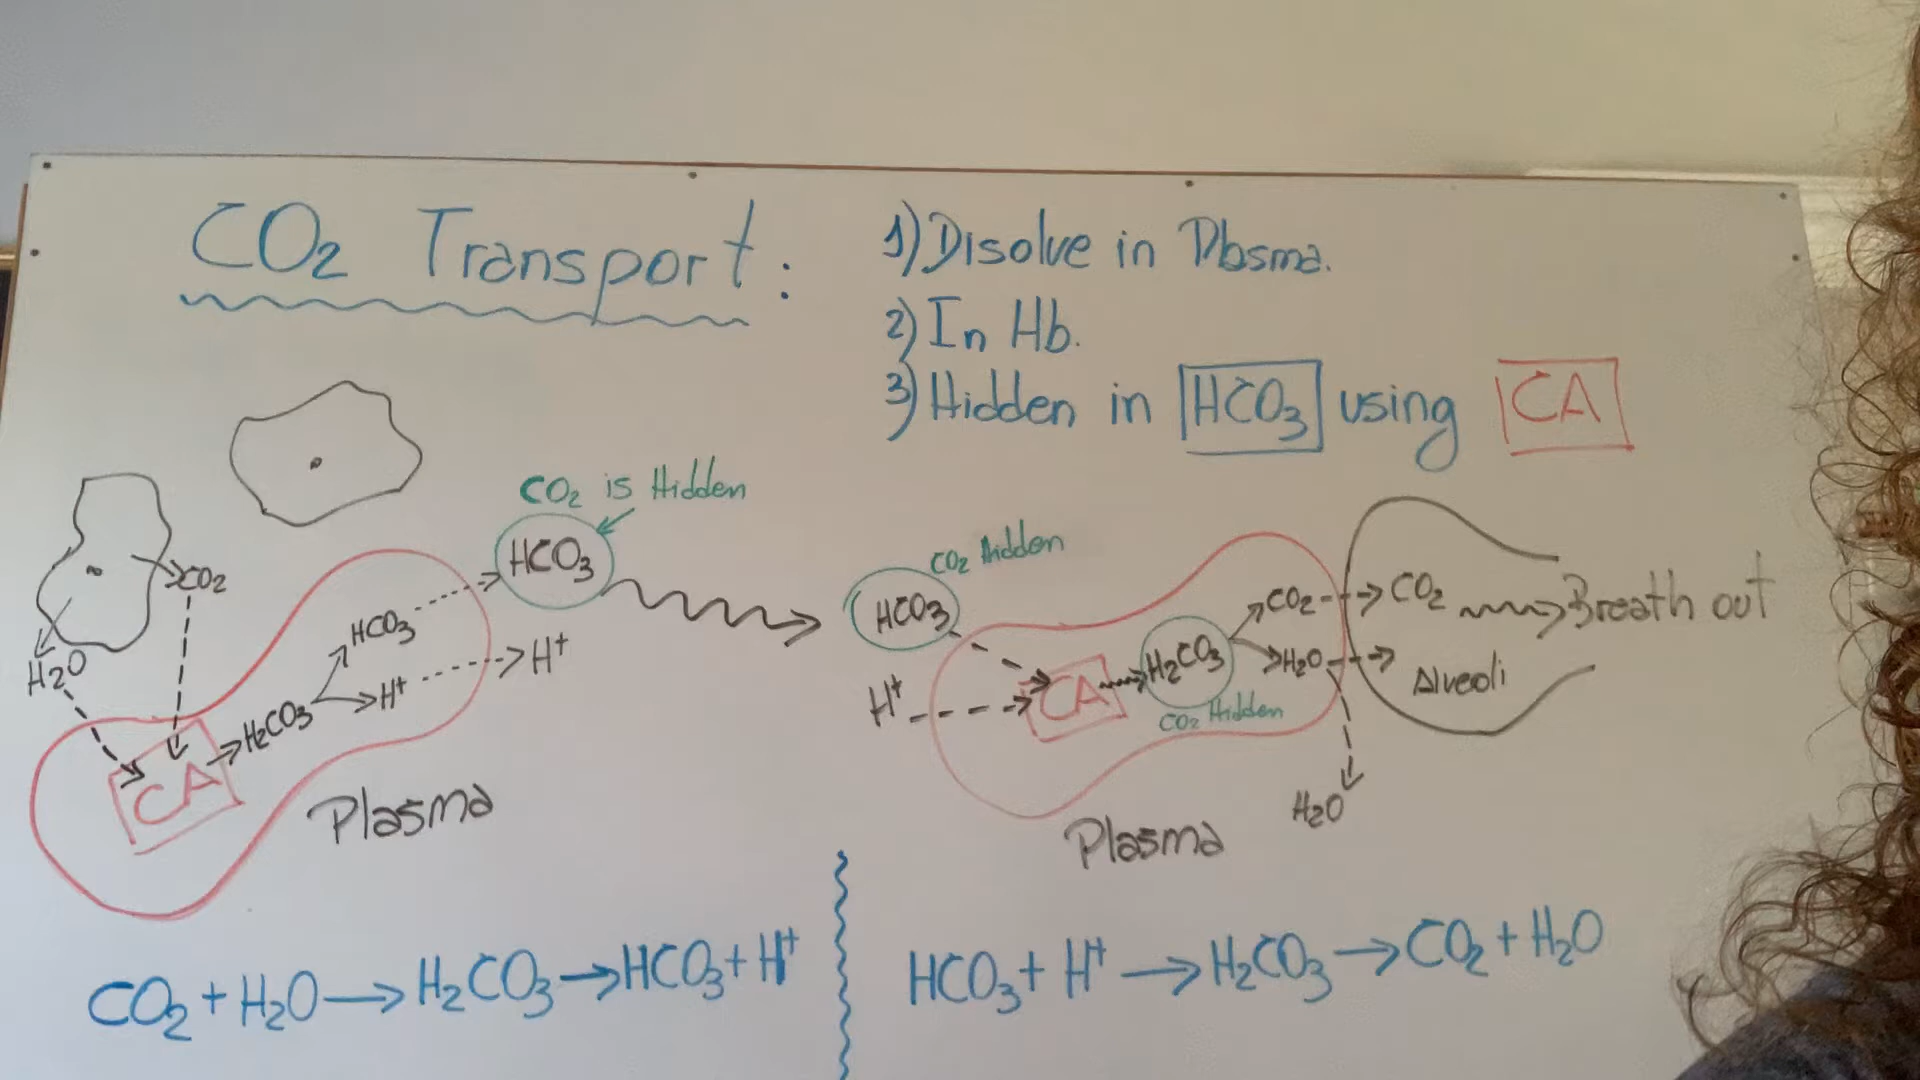 CO2 Transport:
1) Disolve in Plasma.
2) In Hb.
3) Hidden in HCO3 using CA
CO2 is Hidden
HCO3
CO2
H2O
HCO3
H+
H+
H2CO3
CA
Plasma
CO2 Hidden
HCO3
H+
CA
H2CO3
CO2 Hidden
CO2
H2O
CO2
Breath out
Alveoli
H2O
Plasma
CO2 + H2O → H2CO3 → HCO3 + H+
HCO3 + H+ → H2CO3 → CO2 + H2O